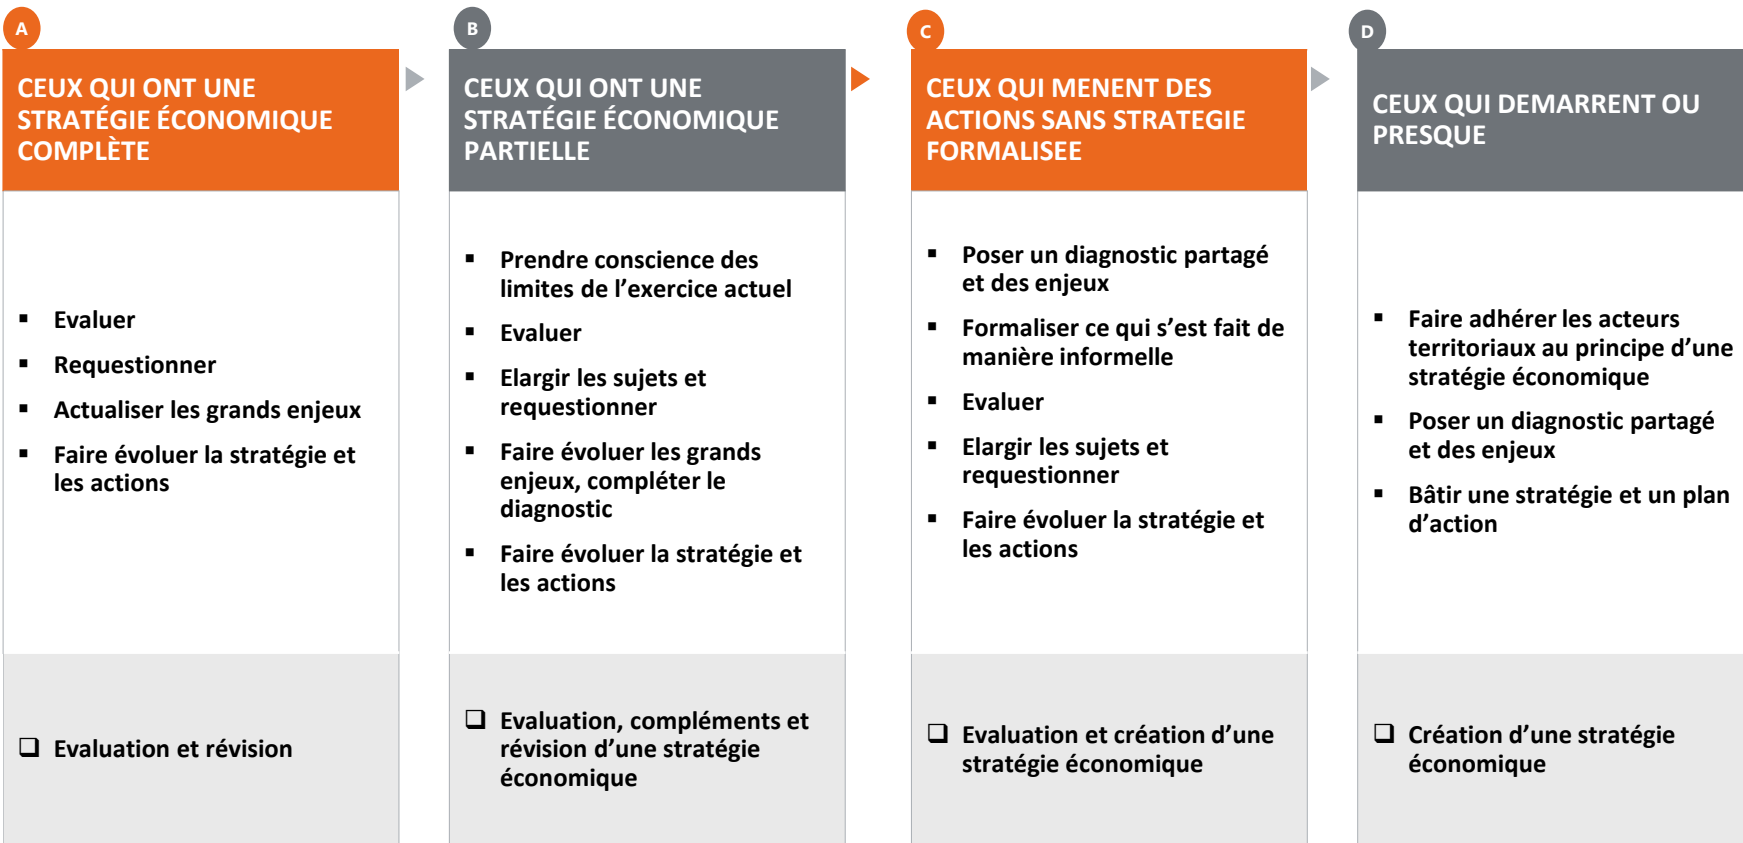 A
CEUX QUI ONT UNE
STRATÉGIE ÉCONOMIQUE
COMPLÈTE
▪ Evaluer
▪ Requestionner
▪ Actualiser les grands enjeux
▪ Faire évoluer la stratégie et
les actions
❑ Evaluation et révision
B
CEUX QUI ONT UNE
STRATÉGIE ÉCONOMIQUE
PARTIELLE
▪ Prendre conscience des
limites de l’exercice actuel
▪ Evaluer
▪ Elargir les sujets et
requestionner
▪ Faire évoluer les grands
enjeux, compléter le
diagnostic
▪ Faire évoluer la stratégie et
les actions
❑ Evaluation, compléments et
révision d’une stratégie
économique
C
CEUX QUI MENENT DES
ACTIONS SANS STRATEGIE
FORMALISEE
▪ Poser un diagnostic partagé
et des enjeux
▪ Formaliser ce qui s’est fait de
manière informelle
▪ Evaluer
▪ Elargir les sujets et
requestionner
▪ Faire évoluer la stratégie et
les actions
❑ Evaluation et création d’une
stratégie économique
D
CEUX QUI DEMARRENT OU
PRESQUE
▪ Faire adhérer les acteurs
territoriaux au principe d’une
stratégie économique
▪ Poser un diagnostic partagé
et des enjeux
▪ Bâtir une stratégie et un plan
d’action
❑ Création d’une stratégie
économique